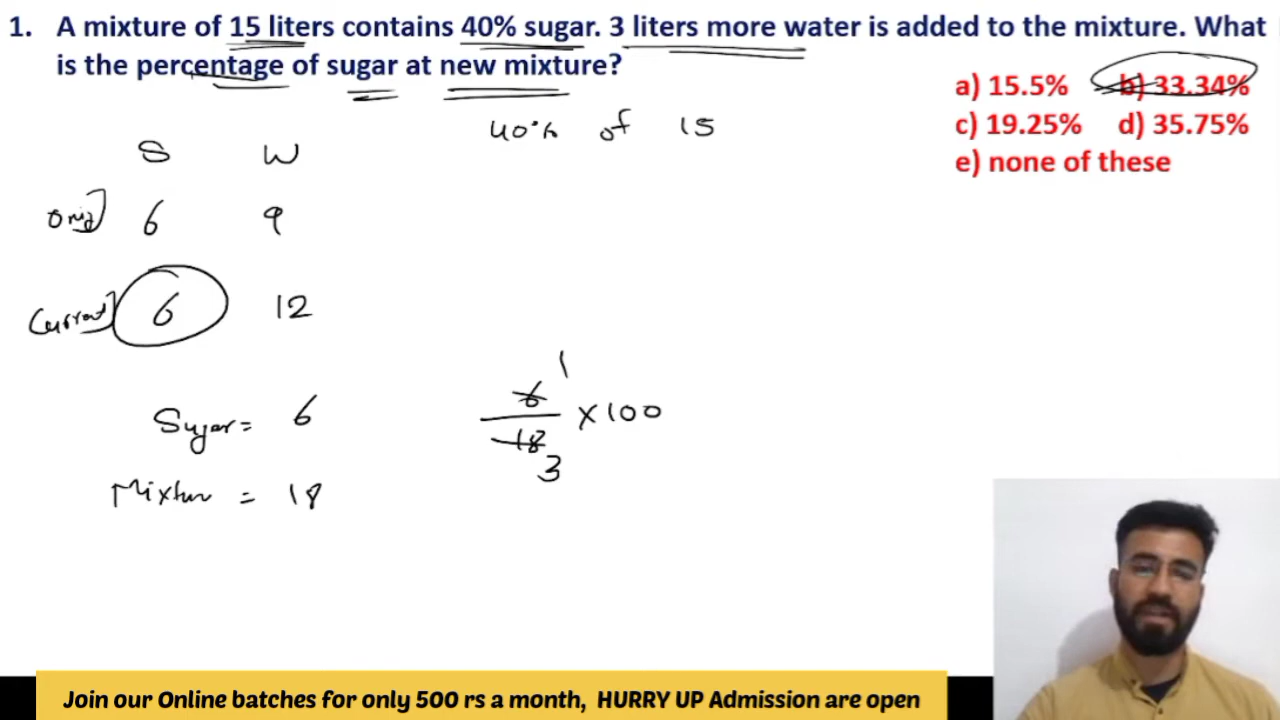 1. A mixture of 15 liters contains 40% sugar. 3 liters more water is added to the mixture. What
is the percentage of sugar at new mixture?
a) 15.5% b) 33.34%
c) 19.25% d) 35.75%
e) none of these
40% of 15
S W
Orig] 6 9
Current] 6 12
Sugar = 6
Mixtur = 18
6 1
18 × 100
3
Join our Online batches for only 500 rs a month, HURRY UP Admission are open